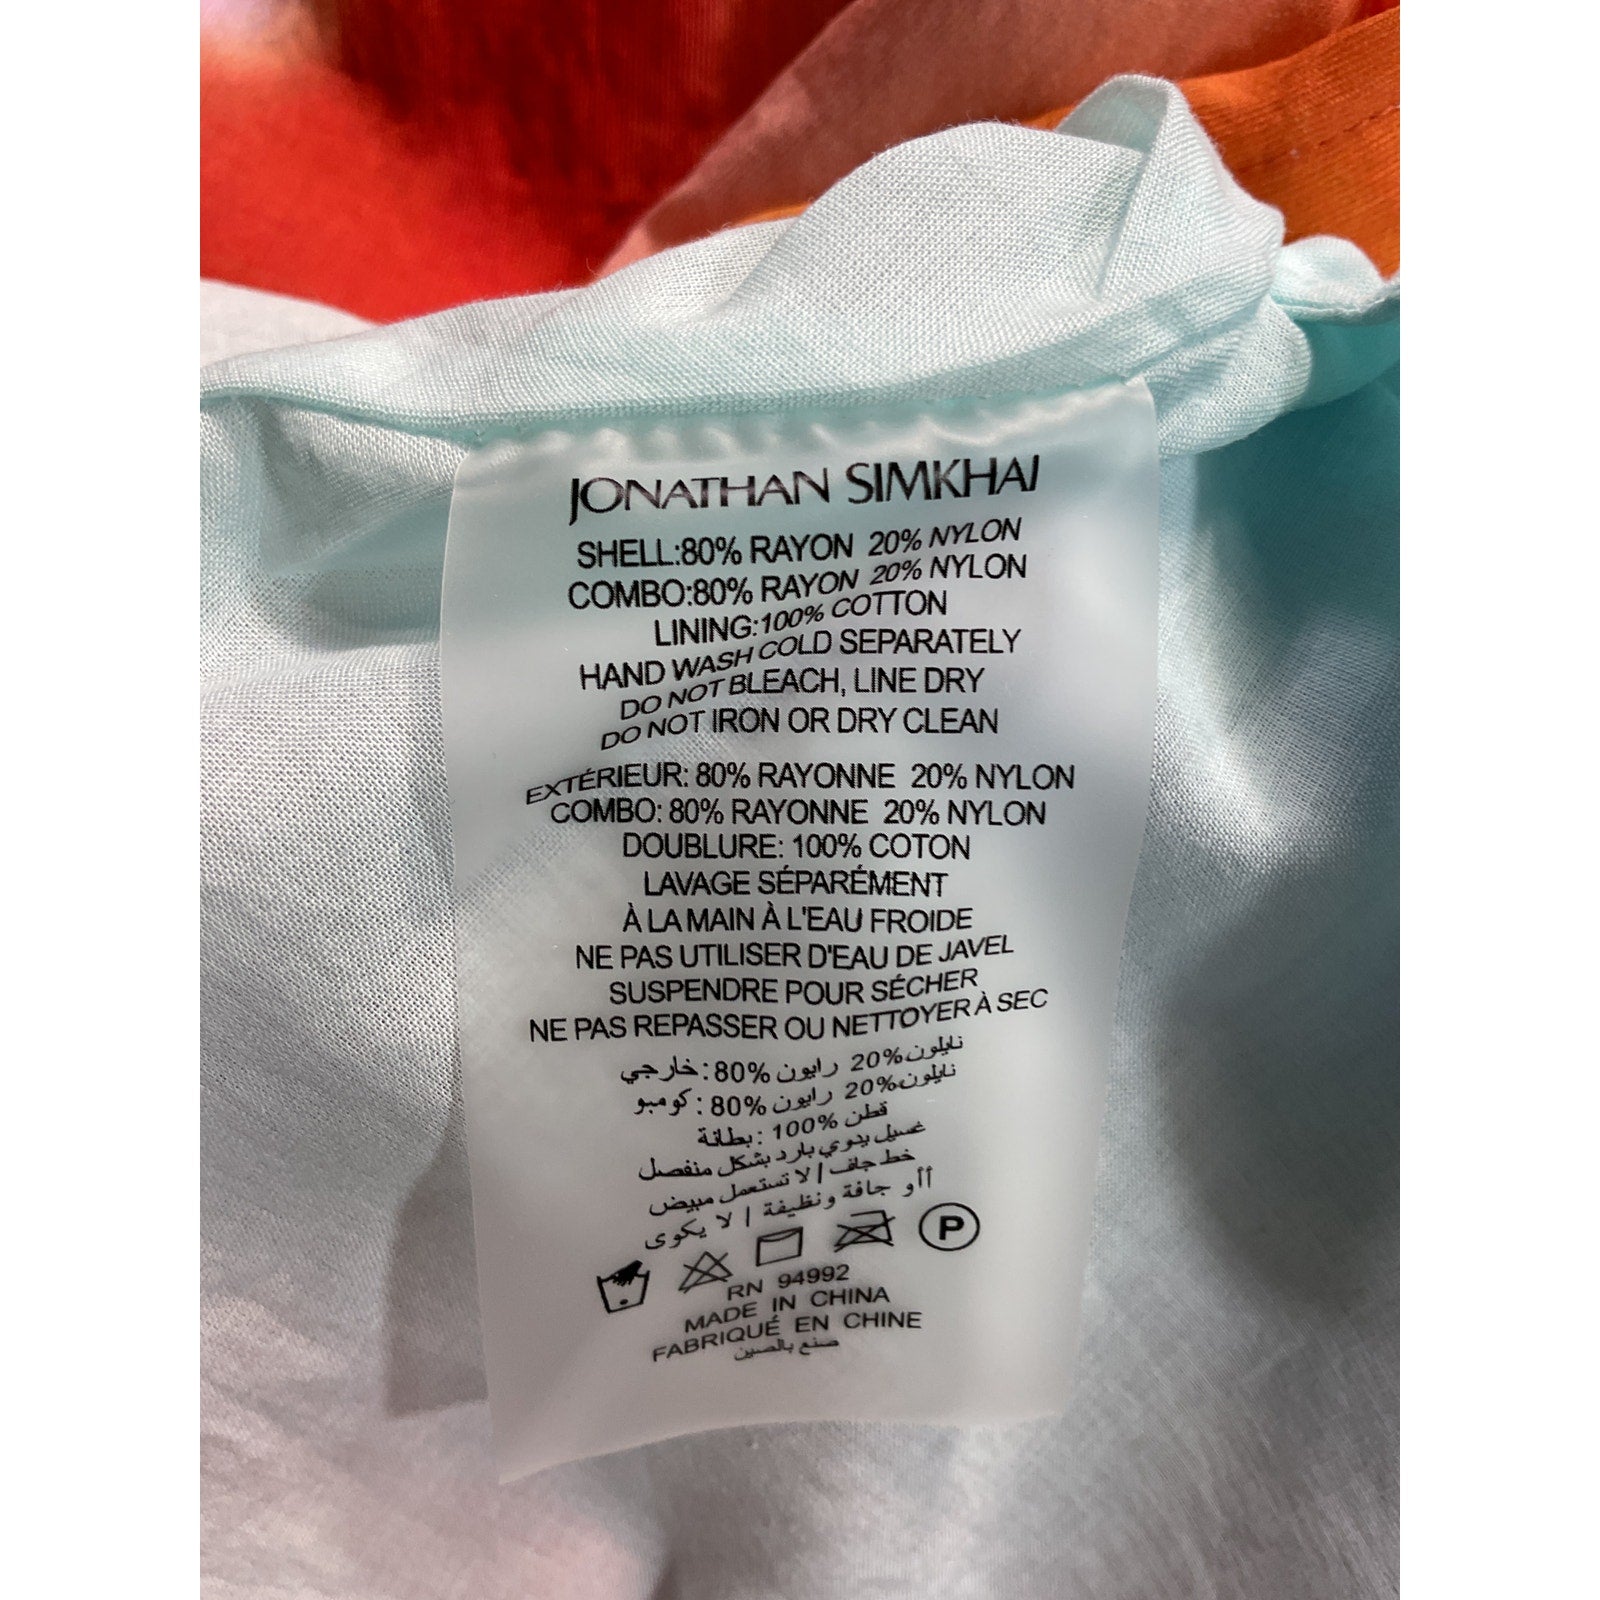 JONATHAN SIMKHAI
SHELL:80% RAYON 20% NYLON
COMBO:80% RAYON 20% NYLON
LINING:100% COTTON
HAND WASH COLD SEPARATELY
DO NOT BLEACH, LINE DRY
DO NOT IRON OR DRY CLEAN
EXTÉRIEUR: 80% RAYONNE 20% NYLON
COMBO: 80% RAYONNE 20% NYLON
DOUBLURE: 100% COTON
LAVAGE SÉPARÉMENT
À LA MAIN À L'EAU FROIDE
NE PAS UTILISER D'EAU DE JAVEL
SUSPENDRE POUR SÉCHER
NE PAS REPASSER OU NETTOYER À SEC
خارجي: 80% رايون 20% نايلون
كومبو: 80% رايون 20% نايلون
بطانة: 100% قطن
غسيل يدوي بارد بشكل منفصل
خط جاف / لا تستعمل مبيض
أأو جافة ونظيفة / لا يكوى
P
RN 94992
MADE IN CHINA
FABRIQUÉ EN CHINE
صنع بالصين